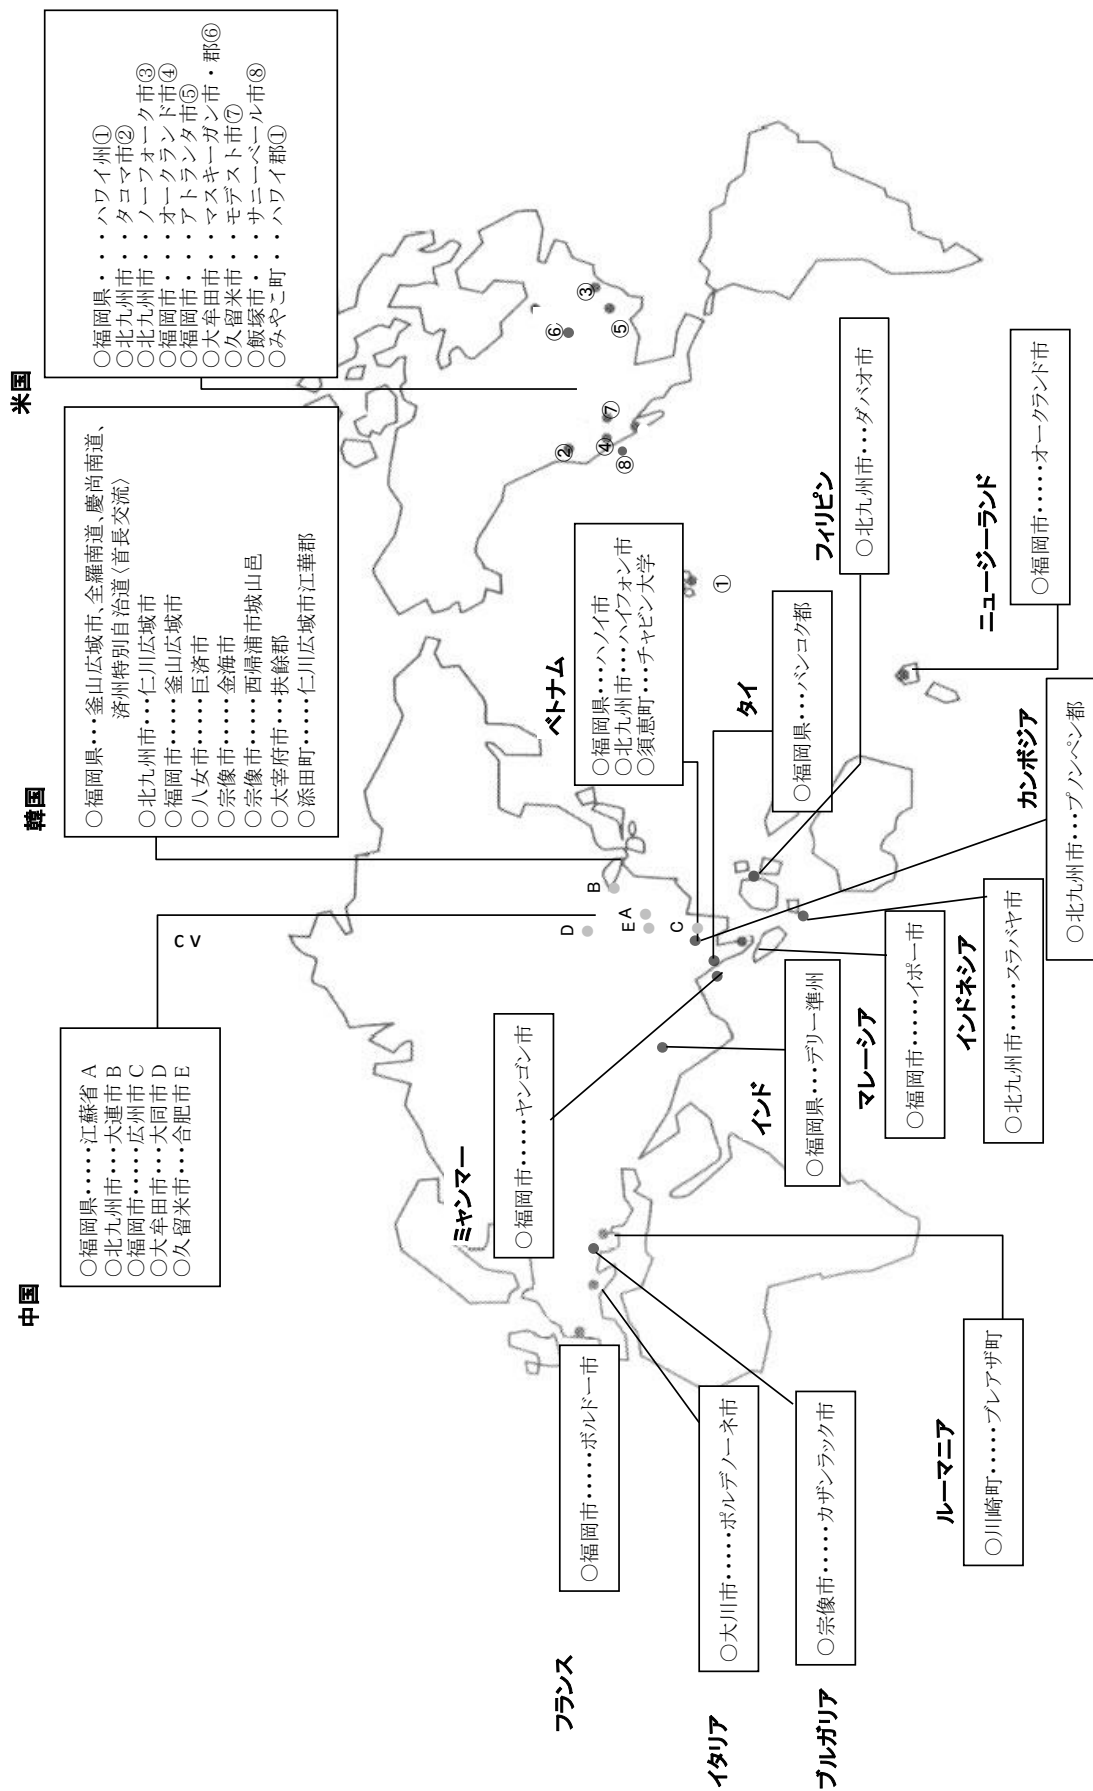 中国
○福岡県・・・・・江蘇省 A
○北九州市・・・大連市 B
○福岡市・・・・・広州市 C
○大牟田市・・・大同市 D
○久留米市・・・合肥市 E
韓国
○福岡県・・釜山広域市、全羅南道、慶尚南道、
済州特別自治道〈首長交流〉
○北九州市・・・仁川広域市
○福岡市・・・・・釜山広域市
○八女市・・・・・巨済市
○宗像市・・・・・金海市
○宗像市・・・・・西帰浦市城山邑
○太宰府市・・・扶餘郡
○添田町・・・・・仁川広域市江華郡
米国
○福岡県・・・ハワイ州①
○北九州市・・タコマ市②
○北九州市・・ノーフォーク市③
○福岡市・・・オークランド市④
○福岡市・・・アトランタ市⑤
○大牟田市・・マスキーガン市・郡⑥
○久留米市・・モデスト市⑦
○飯塚市・・・サニーベール市⑧
○みやこ町・・ハワイ郡①
c v
D
E A
B
C
②
④
⑦
⑧
⑥
③
⑤
①
ベトナム
○福岡県・・・ハノイ市
○北九州市・・・ハイフォン市
○須恵町・・・チャビン大学
タイ
○福岡県・・・バンコク都
フィリピン
○北九州市・・・ダバオ市
ニュージーランド
○福岡市・・・・・オークランド市
カンボジア
○北九州市・・・プノンペン都
インドネシア
○北九州市・・・・・スラバヤ市
マレーシア
○福岡市・・・・・イポー市
インド
○福岡県・・・デリー準州
ミャンマー
○福岡市・・・・・ヤンゴン市
フランス
○福岡市・・・・・ボルドー市
イタリア
○大川市・・・・・ポルデノーネ市
ブルガリア
○宗像市・・・・・カザンラック市
ルーマニア
○川崎町・・・・・ブレアザ町